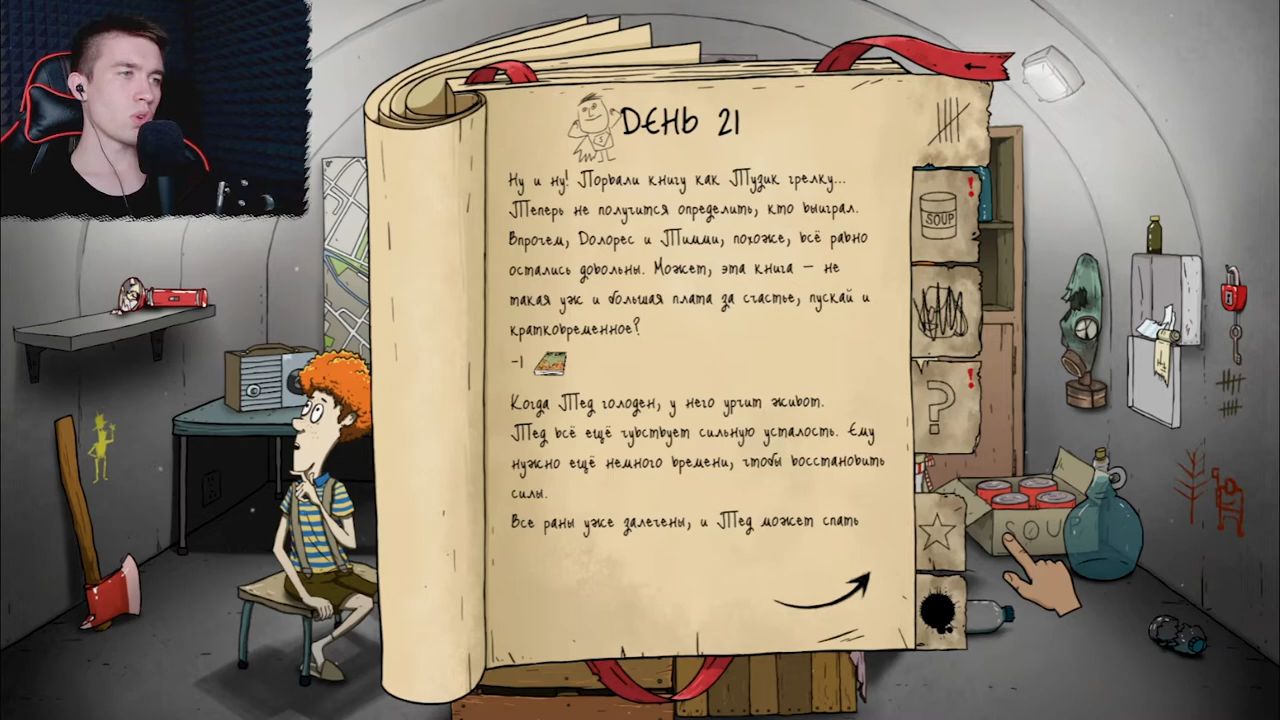 ДЕНЬ 21
Ну и ну! Порвали книгу как Тузик грелку...
Теперь не получится определить, кто выиграл.
Впрочем, Долорес и Тимми, похоже, всё равно
остались довольны. Может, эта книга — не
такая уж и большая плата за счастье, пускай и
кратковременное?
-1
Когда Тед голоден, у него урчит живот.
Тед всё ещё чувствует сильную усталость. Ему
нужно ещё немного времени, чтобы восстановить
силы.
Все раны уже залечены, и Тед может спать
!
SOUP
!
?
SOUP